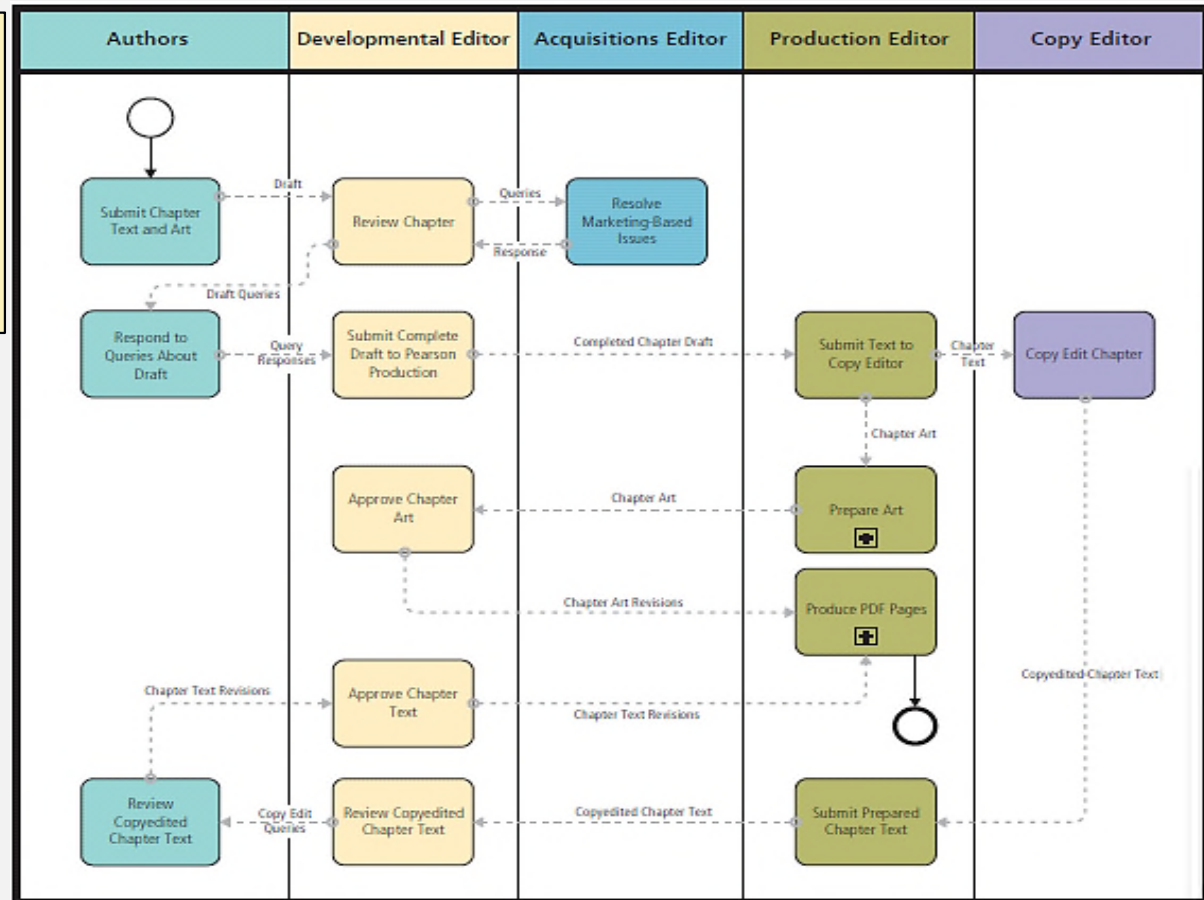 Authors
Developmental Editor
Acquisitions Editor
Production Editor
Copy Editor
Submit Chapter
Text and Art
Draft
Review Chapter
Queries
Response
Resolve
Marketing-Based
Issues
Draft Queries
Respond to
Queries About
Draft
Query
Responses
Submit Complete
Draft to Pearson
Production
Completed Chapter Draft
Submit Text to
Copy Editor
Chapter
Text
Copy Edit Chapter
Chapter Art
Approve Chapter
Art
Chapter Art
Prepare Art
Chapter Art Revisions
Produce PDF Pages
Chapter Text Revisions
Approve Chapter
Text
Chapter Text Revisions
Copyedited Chapter Text
Review
Copyedited
Chapter Text
Copy Edit
Queries
Review Copyedited
Chapter Text
Copyedited Chapter Text
Submit Prepared
Chapter Text